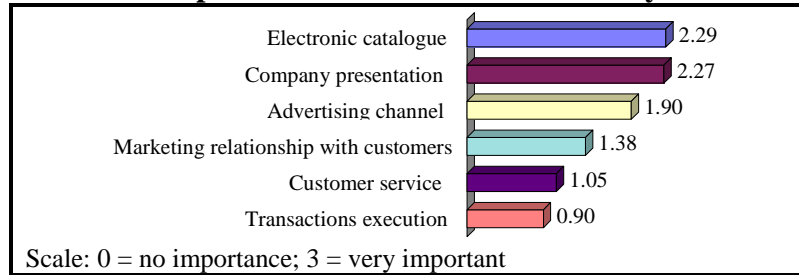 Electronic catalogue 2.29
Company presentation 2.27
Advertising channel 1.90
Marketing relationship with customers 1.38
Customer service 1.05
Transactions execution 0.90
Scale: 0 = no importance; 3 = very important